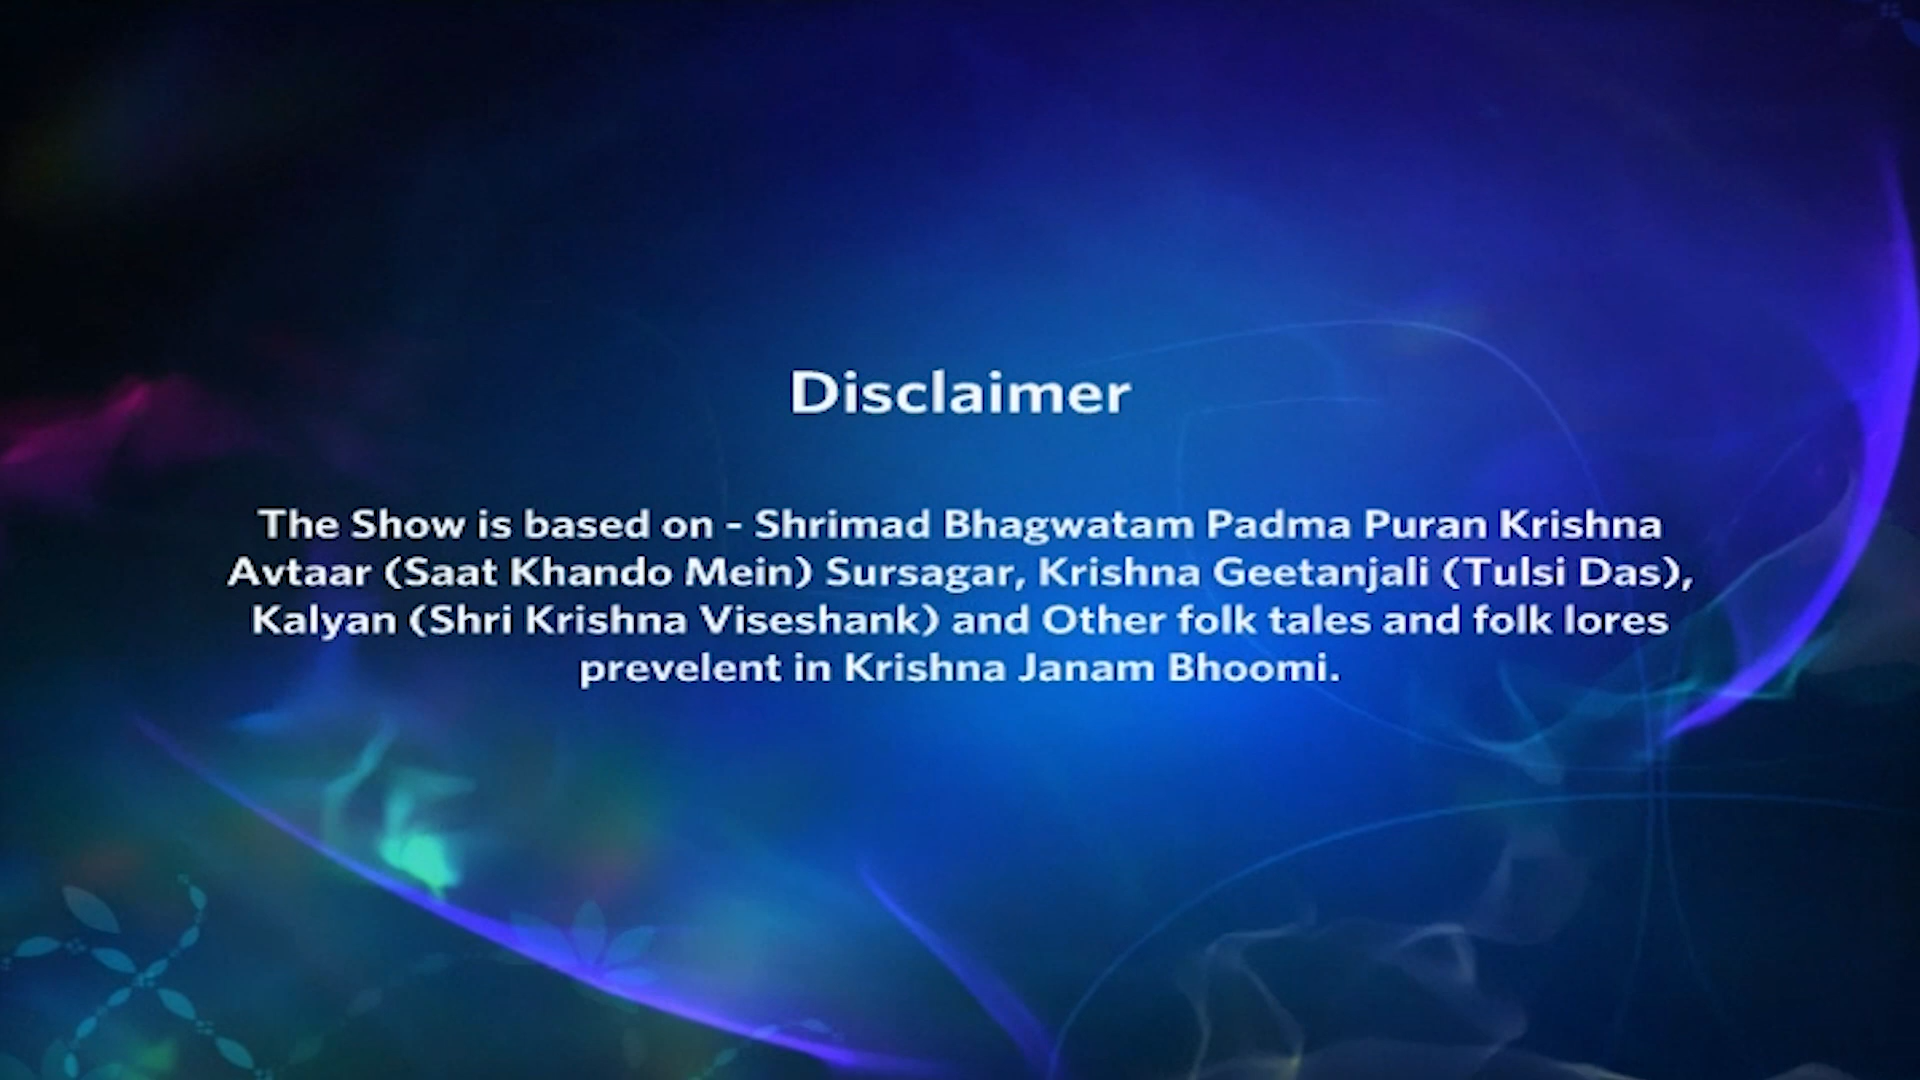 Disclaimer
The Show is based on - Shrimad Bhagwatam Padma Puran Krishna
Avtaar (Saat Khando Mein) Sursagar, Krishna Geetanjali (Tulsi Das),
Kalyan (Shri Krishna Viseshank) and Other folk tales and folk lores
prevelent in Krishna Janam Bhoomi.